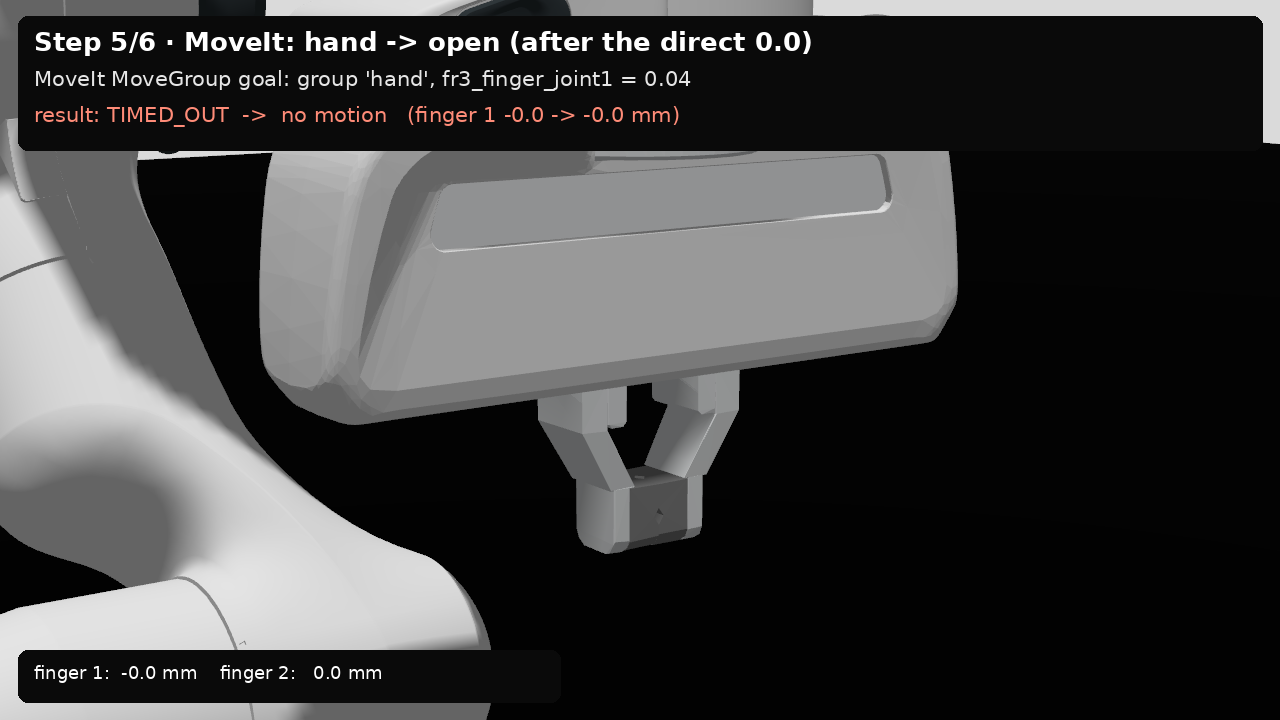 Step 5/6 · MoveIt: hand -> open (after the direct 0.0)
MoveIt MoveGroup goal: group 'hand', fr3_finger_joint1 = 0.04
result: TIMED_OUT  ->  no motion   (finger 1 -0.0 -> -0.0 mm)
finger 1:  -0.0 mm    finger 2:   0.0 mm